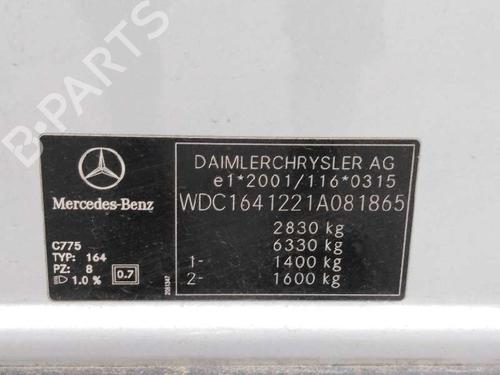 B-PARTS
DAIMLERCHRYSLER AG
e1*2001/116*0315
WDC1641221A081865
2830 kg
6330 kg
1- 1400 kg
2- 1600 kg
Mercedes-Benz
C775
TYP: 164
PZ: 8
1.0 % 0.7